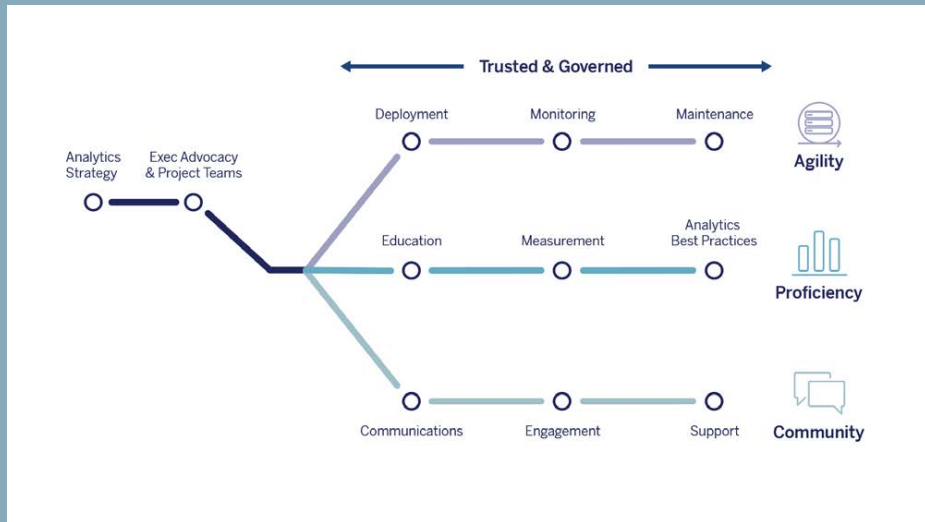 Trusted & Governed
Analytics
Strategy
Exec Advocacy
& Project Teams
Deployment
Monitoring
Maintenance
Agility
Education
Measurement
Analytics
Best Practices
Proficiency
Communications
Engagement
Support
Community